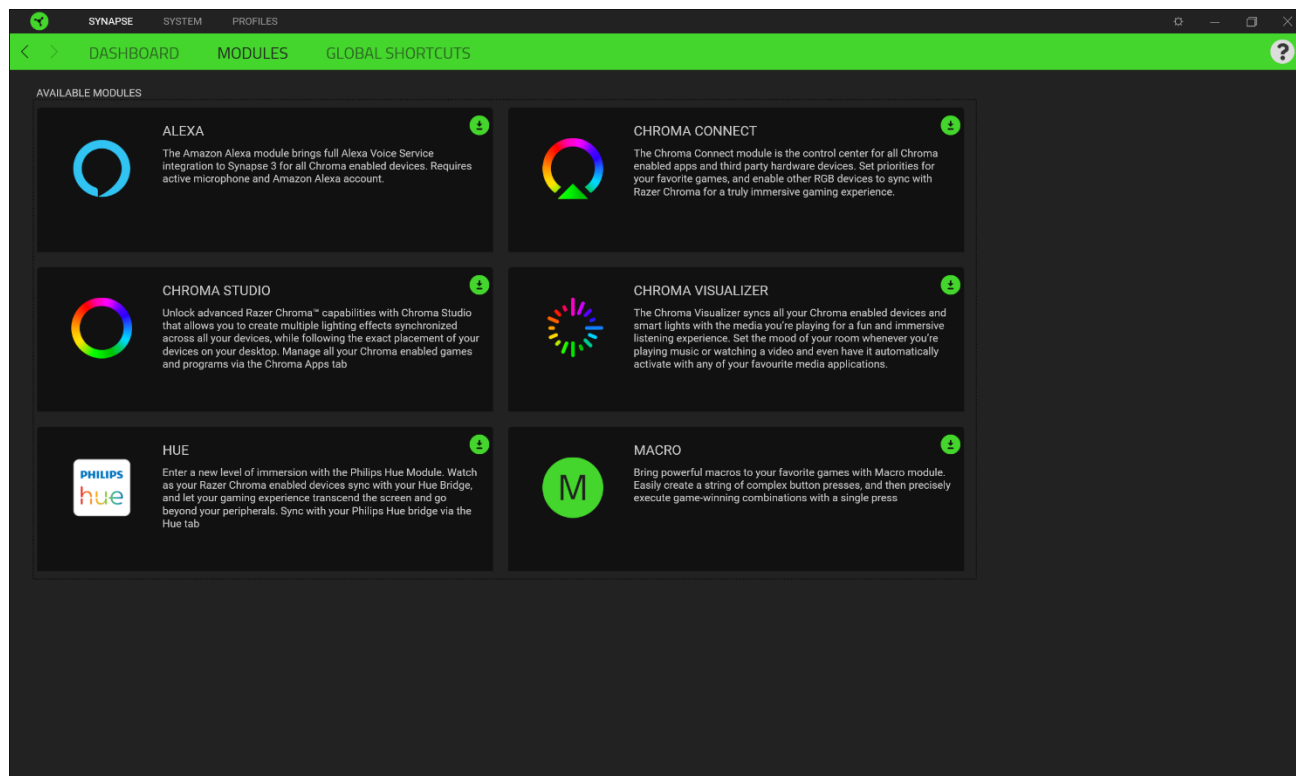 SYNAPSE SYSTEM PROFILES
DASHBOARD MODULES GLOBAL SHORTCUTS ?
AVAILABLE MODULES
ALEXA
The Amazon Alexa module brings full Alexa Voice Service
integration to Synapse 3 for all Chroma enabled devices. Requires
active microphone and Amazon Alexa account.
CHROMA CONNECT
The Chroma Connect module is the control center for all Chroma
enabled apps and third party hardware devices. Set priorities for
your favorite games, and enable other RGB devices to sync with
Razer Chroma for a truly immersive gaming experience.
CHROMA STUDIO
Unlock advanced Razer Chroma™ capabilities with Chroma Studio
that allows you to create multiple lighting effects synchronized
across all your devices, while following the exact placement of your
devices on your desktop. Manage all your Chroma enabled games
and programs via the Chroma Apps tab
CHROMA VISUALIZER
The Chroma Visualizer syncs all your Chroma enabled devices and
smart lights with the media you're playing for a fun and immersive
listening experience. Set the mood of your room whenever you're
playing music or watching a video and even have it automatically
activate with any of your favourite media applications.
PHILIPS
hue
HUE
Enter a new level of immersion with the Philips Hue Module. Watch
as your Razer Chroma enabled devices sync with your Hue Bridge,
and let your gaming experience transcend the screen and go
beyond your peripherals. Sync with your Philips Hue bridge via the
Hue tab
M
MACRO
Bring powerful macros to your favorite games with Macro module.
Easily create a string of complex button presses, and then precisely
execute game-winning combinations with a single press